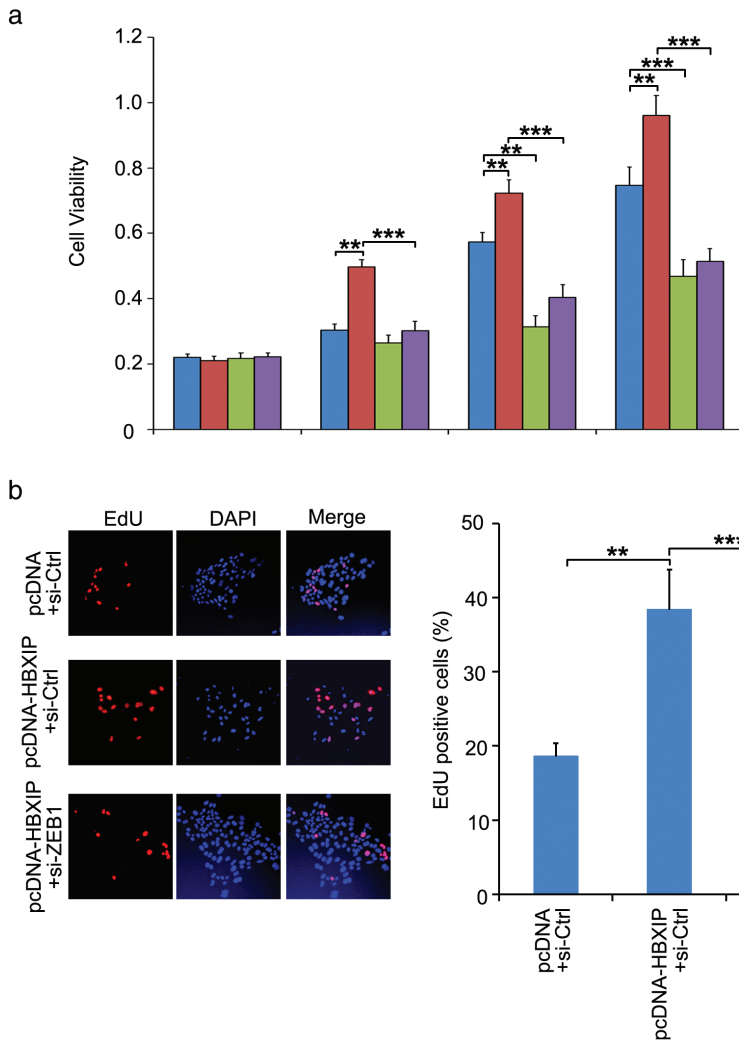 a
1.2
1.0
0.8
0.6
0.4
0.2
0
Cell Viability
** ***
**
**
***
**
***
***
b
EdU DAPI Merge
pcDNA
+si-Ctrl
pcDNA-HBXIP
+si-Ctrl
pcDNA-HBXIP
+si-ZEB1
50
40
30
20
10
0
EdU positive cells (%)
** ***
pcDNA
+si-Ctrl
pcDNA-HBXIP
+si-Ctrl